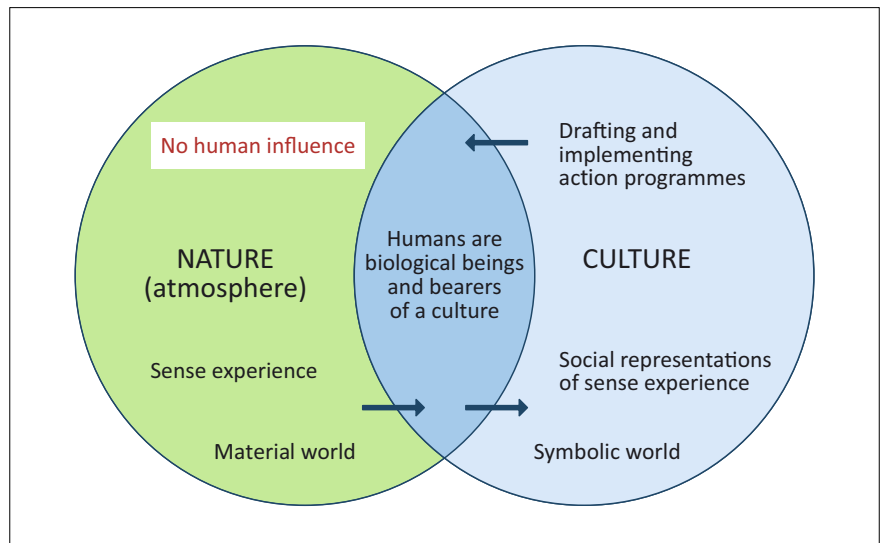 No human influence
NATURE
(atmosphere)
Sense experience
Material world
Humans are
biological beings
and bearers
of a culture
Drafting and
implementing
action programmes
CULTURE
Social representations
of sense experience
Symbolic world